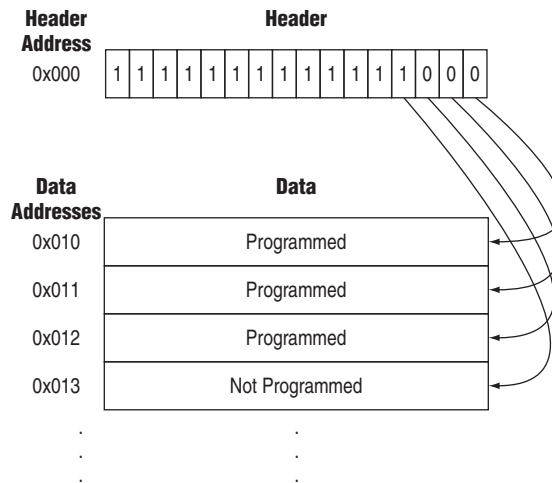 Header Address
Header
0x000
1 1 1 1 1 1 1 1 1 1 1 1 1 0 0 0
Data Addresses
Data
0x010 Programmed
0x011 Programmed
0x012 Programmed
0x013 Not Programmed
. .
. .
. .